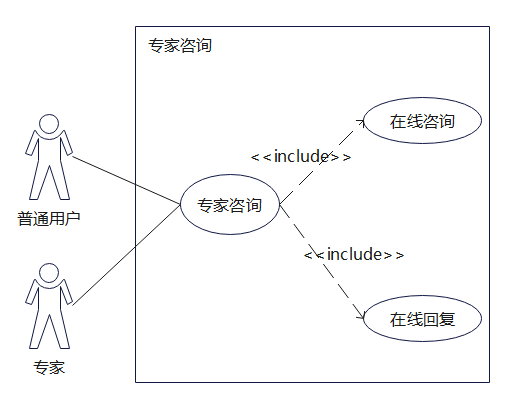 专家咨询
在线咨询
<<include>>
专家咨询
普通用户
<<include>>
在线回复
专家